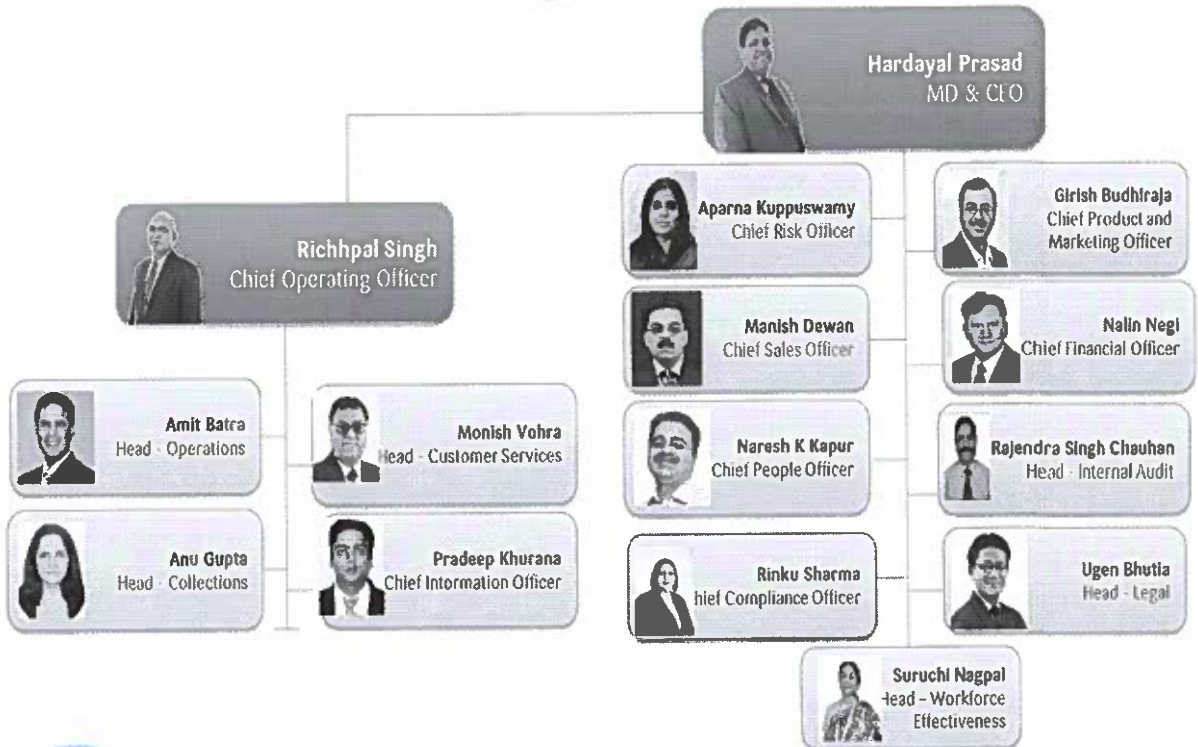 Hardayal Prasad
MD & CEO
Richhpal Singh
Chief Operating Officer
Aparna Kuppuswamy
Chief Risk Officer
Girish Budhiraja
Chief Product and
Marketing Officer
Manish Dewan
Chief Sales Officer
Nalin Negi
Chief Financial Officer
Amit Batra
Head - Operations
Monish Vohra
Head - Customer Services
Naresh K Kapur
Chief People Officer
Rajendra Singh Chauhan
Head - Internal Audit
Anu Gupta
Head - Collections
Pradeep Khurana
Chief Information Officer
Rinku Sharma
hief Compliance Officer
Ugen Bhutia
Head - Legal
Suruchi Nagpal
Head - Workforce
Effectiveness